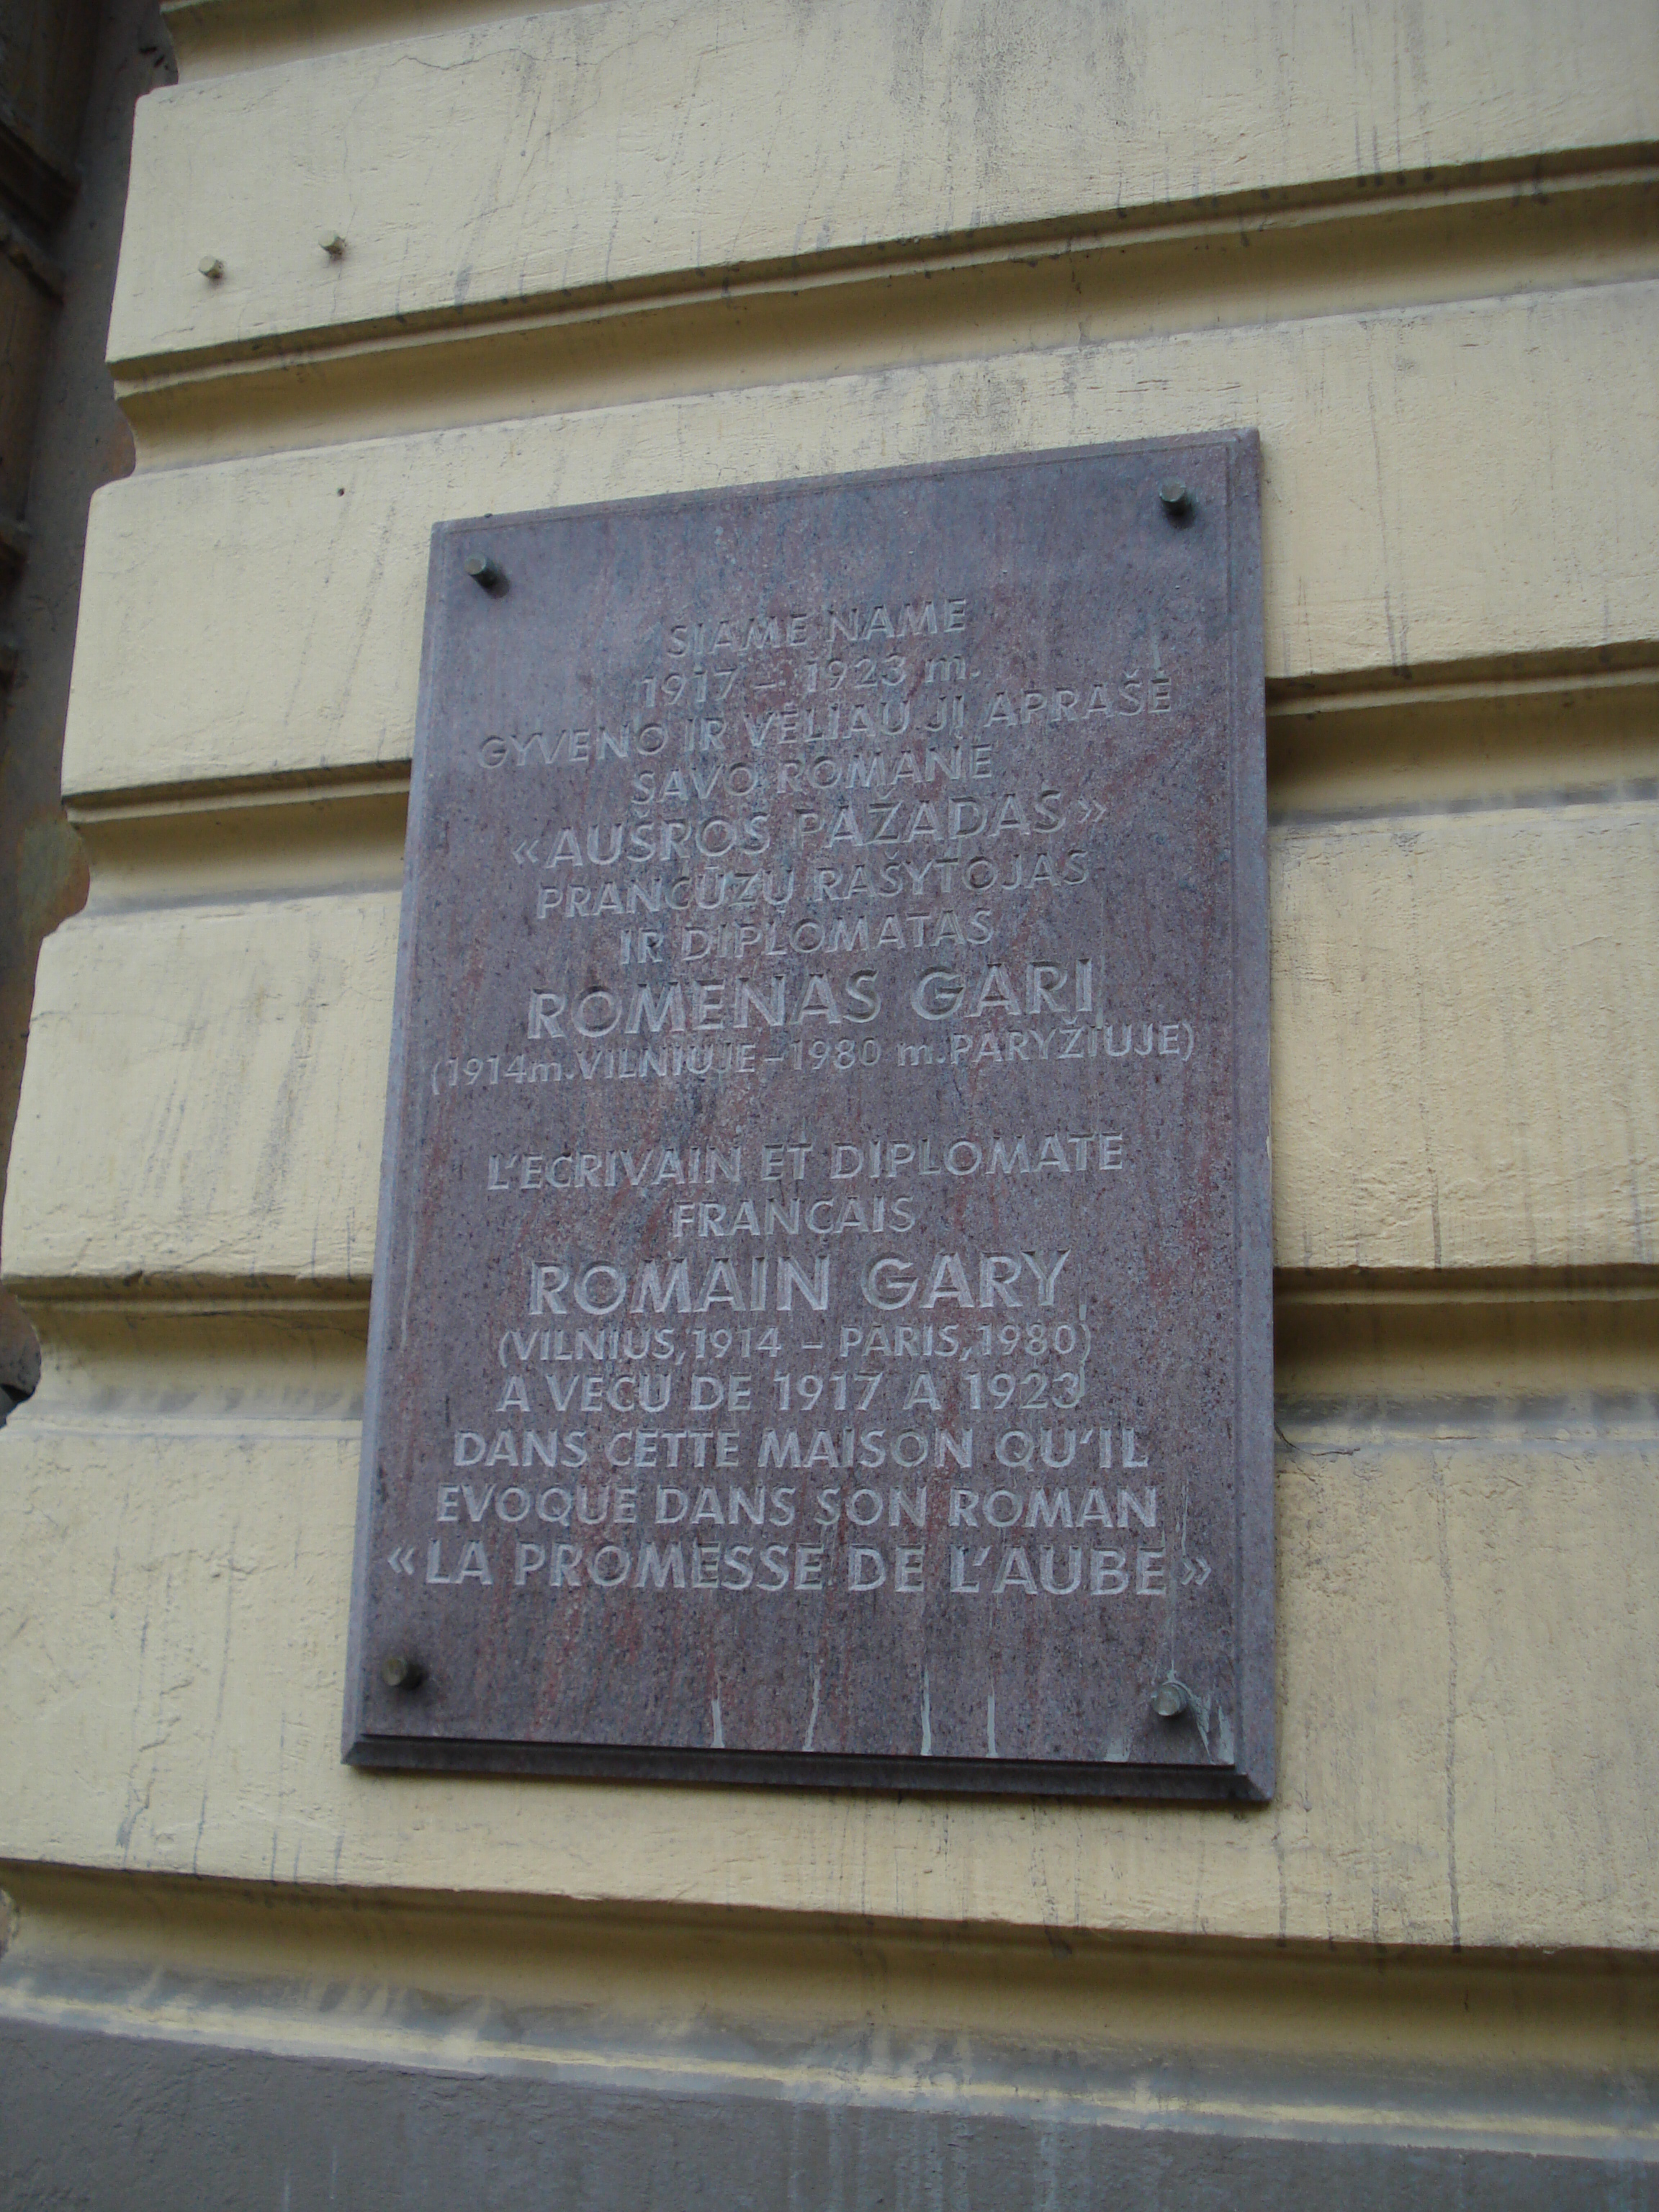 ŠIAME NAME
1917 – 1923 m.
GYVENO IR VĖLIAU JĮ APRAŠĖ
SAVO ROMANE
«AUŠROS PAŽADAS»
PRANCŪZŲ RAŠYTOJAS
IR DIPLOMATAS
ROMENAS GARI
(1914m.VILNIUJE–1980 m.PARYŽIUJE)
L'ECRIVAIN ET DIPLOMATE
FRANÇAIS
ROMAIN GARY
(VILNIUS,1914 – PARIS,1980)
A VECU DE 1917 A 1923
DANS CETTE MAISON QU'IL
EVOQUE DANS SON ROMAN
«LA PROMESSE DE L'AUBE»